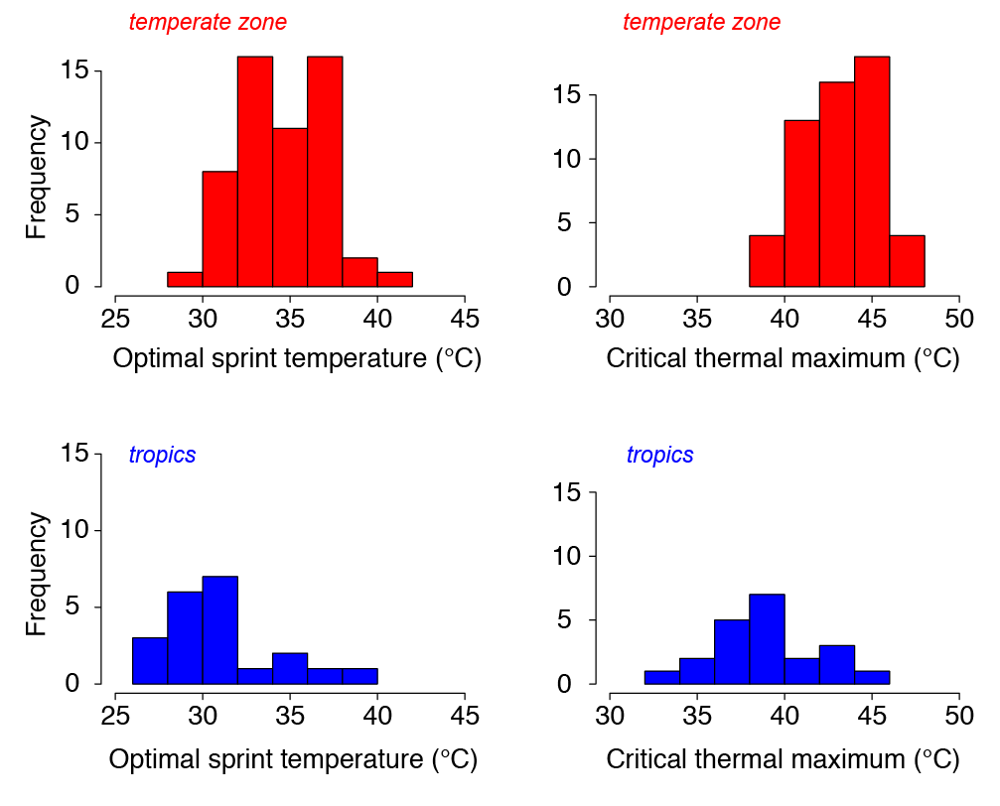 temperate zone
Frequency
15
10
5
0
25 30 35 40 45
Optimal sprint temperature (°C)
temperate zone
15
10
5
0
30 35 40 45 50
Critical thermal maximum (°C)
tropics
Frequency
15
10
5
0
25 30 35 40 45
Optimal sprint temperature (°C)
tropics
15
10
5
0
30 35 40 45 50
Critical thermal maximum (°C)